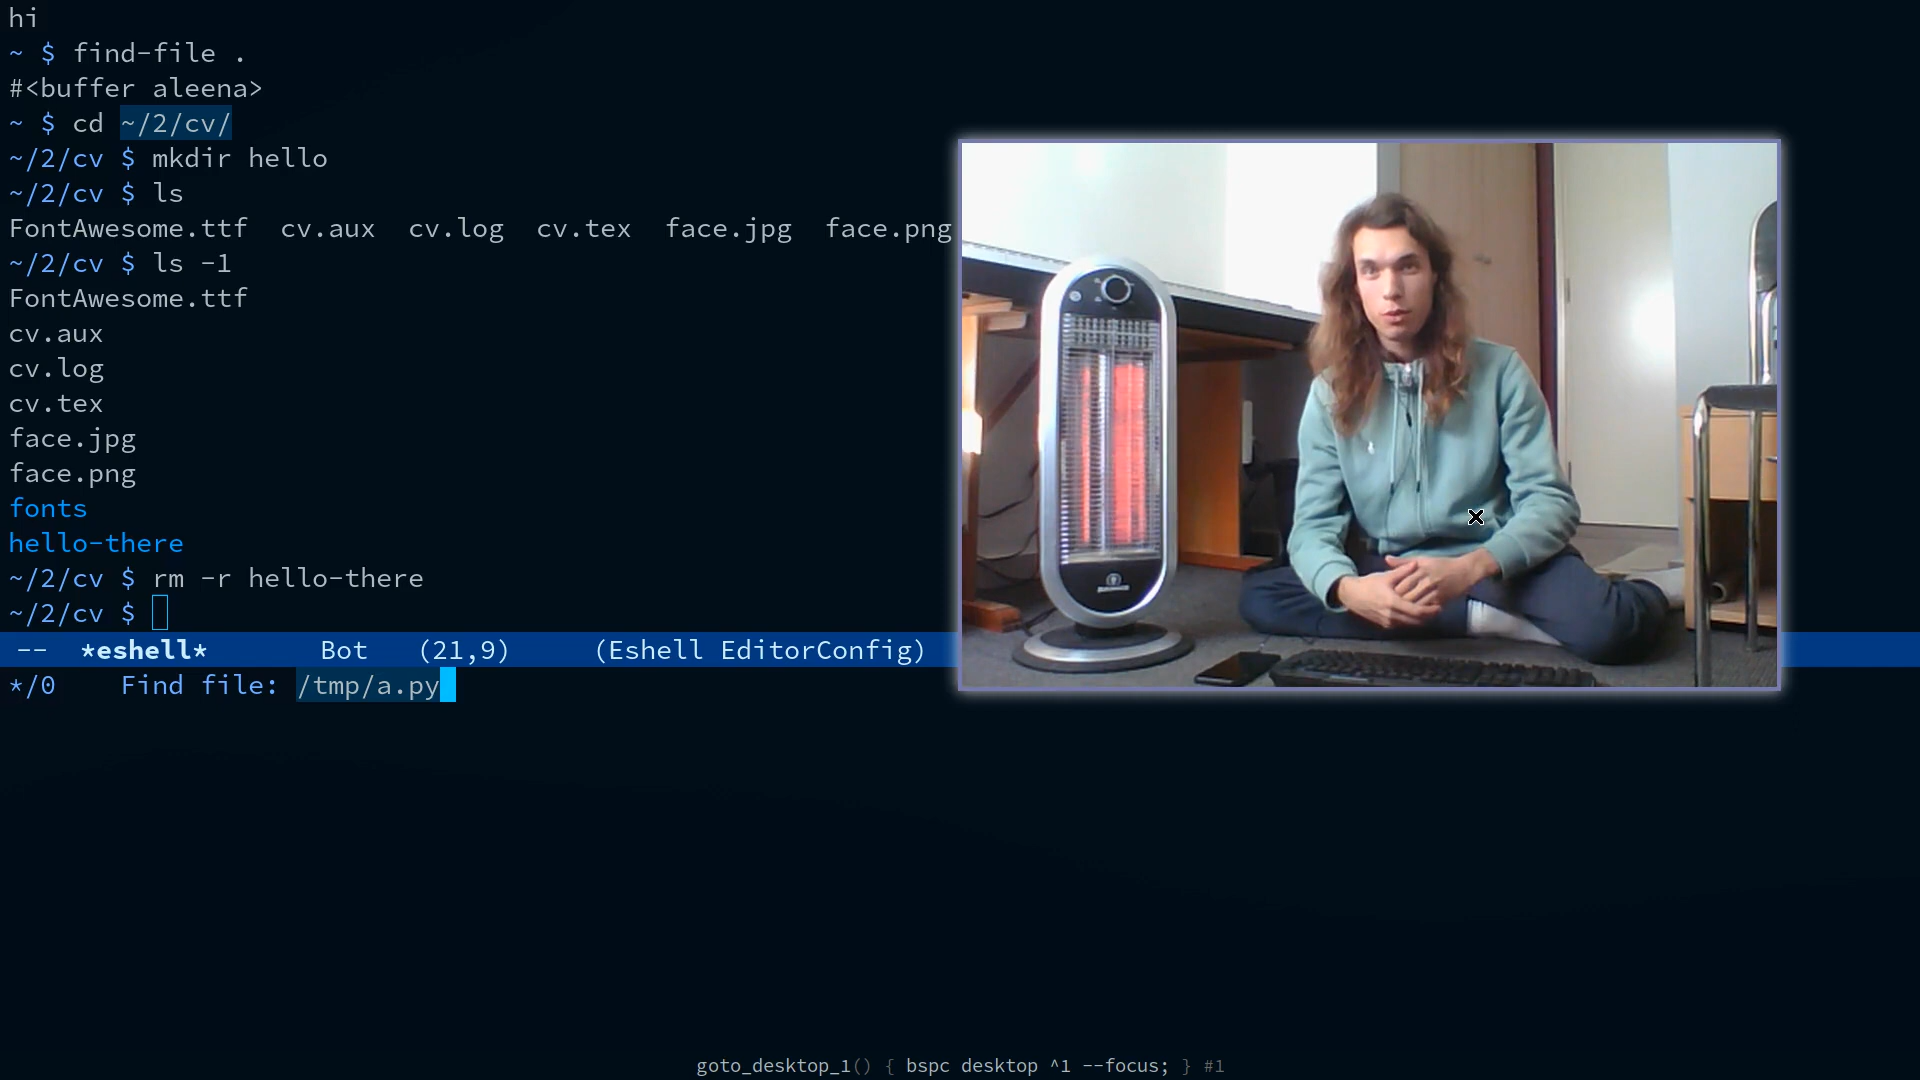 hi
~ $ find-file .
#<buffer aleena>
~ $ cd ~/2/cv/
~/2/cv $ mkdir hello
~/2/cv $ ls
FontAwesome.ttf  cv.aux  cv.log  cv.tex  face.jpg  face.png
~/2/cv $ ls -1
FontAwesome.ttf
cv.aux
cv.log
cv.tex
face.jpg
face.png
fonts
hello-there
~/2/cv $ rm -r hello-there
~/2/cv $
--  *eshell*       Bot   (21,9)     (Eshell EditorConfig)
*/0    Find file: /tmp/a.py
goto_desktop_1() { bspc desktop ^1 --focus; } #1